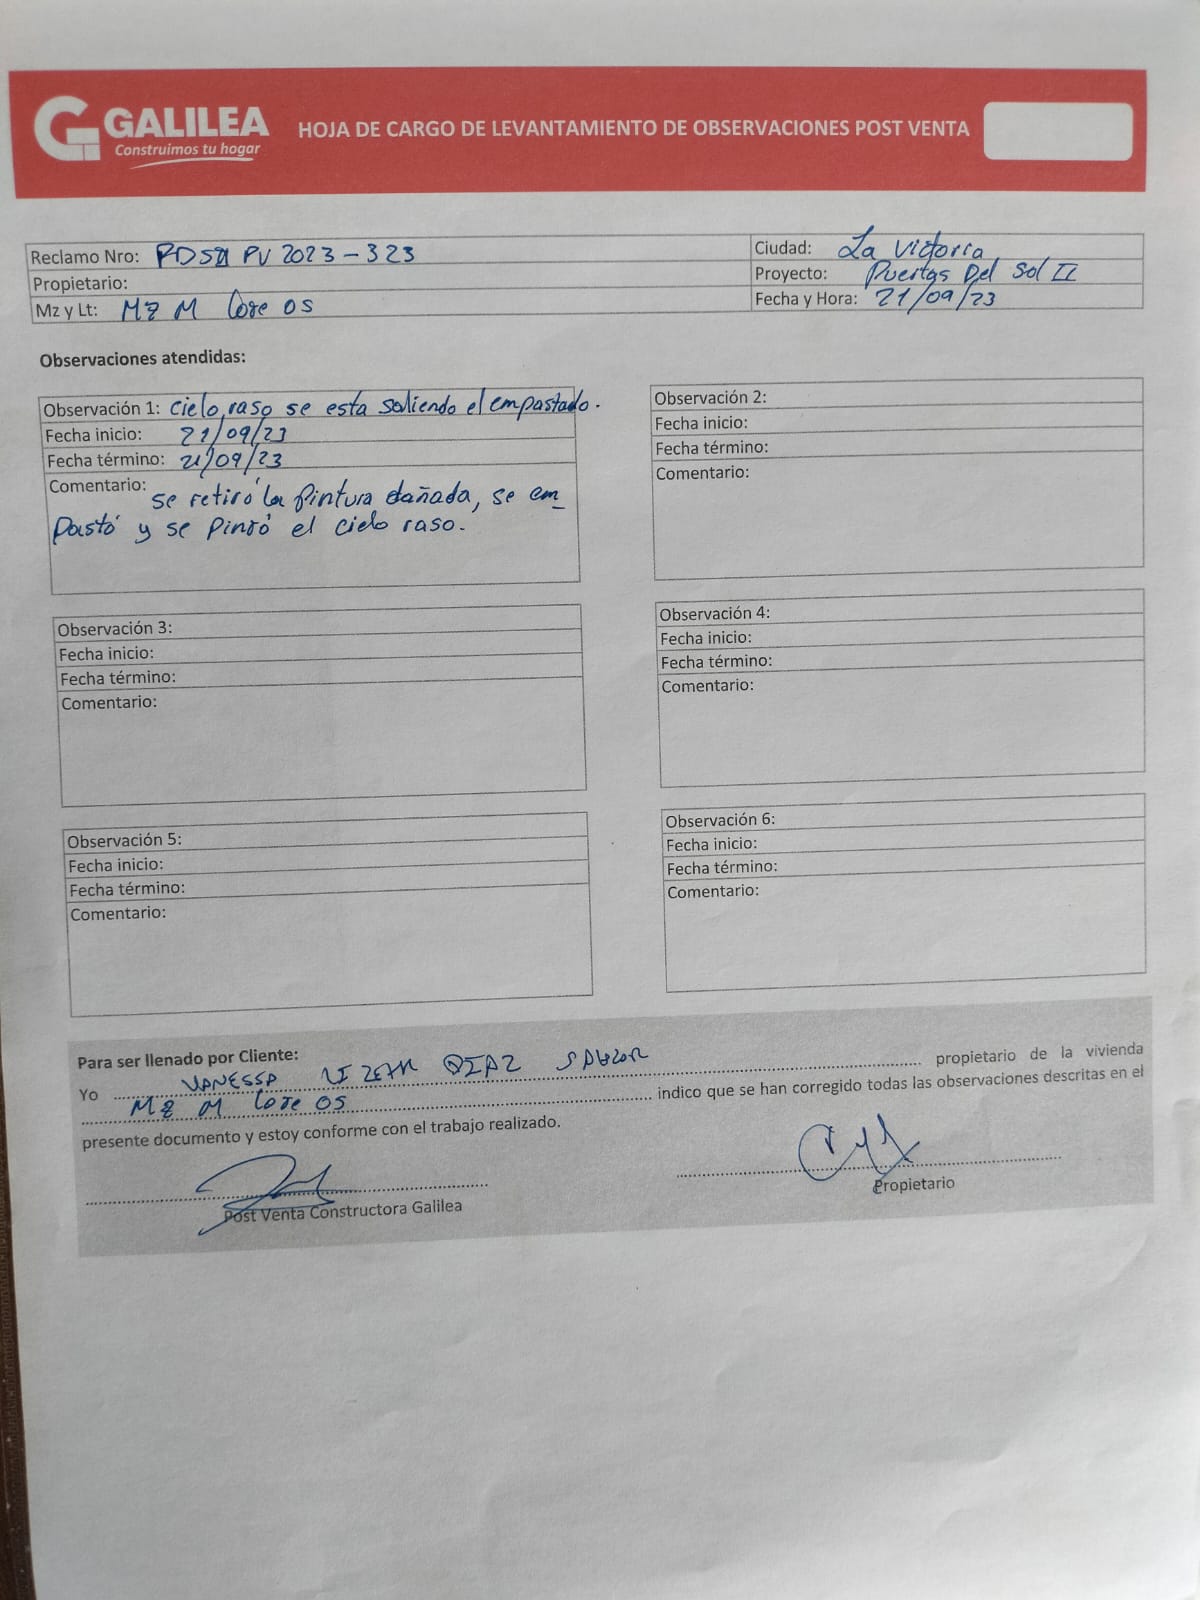 GALILEA
Construimos tu hogar
HOJA DE CARGO DE LEVANTAMIENTO DE OBSERVACIONES POST VENTA
Reclamo Nro: PV 2023-323
Propietario:
Mz y Lt: Mz M Lote 05
Ciudad: La Victoria
Proyecto: Puertas Del Sol II
Fecha y Hora: 21/09/23
Observaciones atendidas:
Observación 1: Cielo raso se esta saliendo el empastado.
Fecha inicio: 21/09/23
Fecha término: 21/09/23
Comentario: se retiró la pintura dañada, se em_
pastó y se pintó el cielo raso.
Observación 2:
Fecha inicio:
Fecha término:
Comentario:
Observación 3:
Fecha inicio:
Fecha término:
Comentario:
Observación 4:
Fecha inicio:
Fecha término:
Comentario:
Observación 5:
Fecha inicio:
Fecha término:
Comentario:
Observación 6:
Fecha inicio:
Fecha término:
Comentario:
Para ser llenado por Cliente:
Yo VANESSA DIAZ propietario de la vivienda
Mz M Lote 05 indico que se han corregido todas las observaciones descritas en el
presente documento y estoy conforme con el trabajo realizado.
Post Venta Constructora Galilea
Propietario